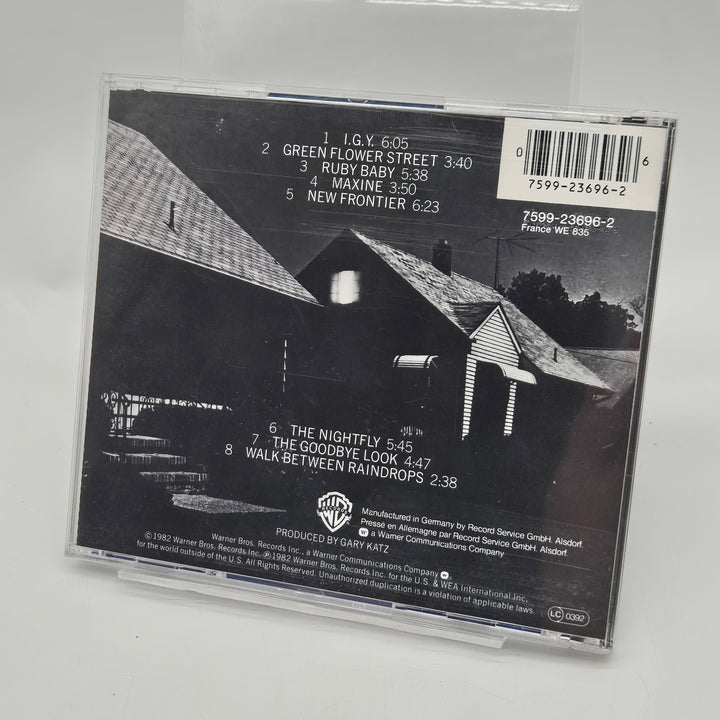 1 I.G.Y. 6:05
2 GREEN FLOWER STREET 3:40
3 RUBY BABY 5:38
4 MAXINE 3:50
5 NEW FRONTIER 6:23
0 6
7599-23696-2
7599-23696-2
France WE 835
6 THE NIGHTFLY 5:45
7 THE GOODBYE LOOK 4:47
8 WALK BETWEEN RAINDROPS 2:38
Manufactured in Germany by Record Service GmbH. Alsdorf.
Pressé en Allemagne par Record Service GmbH. Alsdorf.
a Warner Communications Company
PRODUCED BY GARY KATZ
Warner Bros. Records Inc., a Warner Communications Company
© 1982 Warner Bros. Records Inc. ℗ 1982 Warner Bros. Records Inc. for the U.S. & WEA International Inc.
for the world outside of the U.S. All Rights Reserved. Unauthorized duplication is a violation of applicable laws.
LC 0392